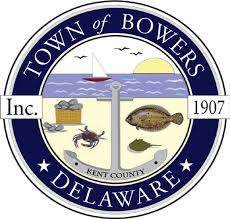 TOWN of BOWERS
Inc. 1907
KENT COUNTY
DELAWARE